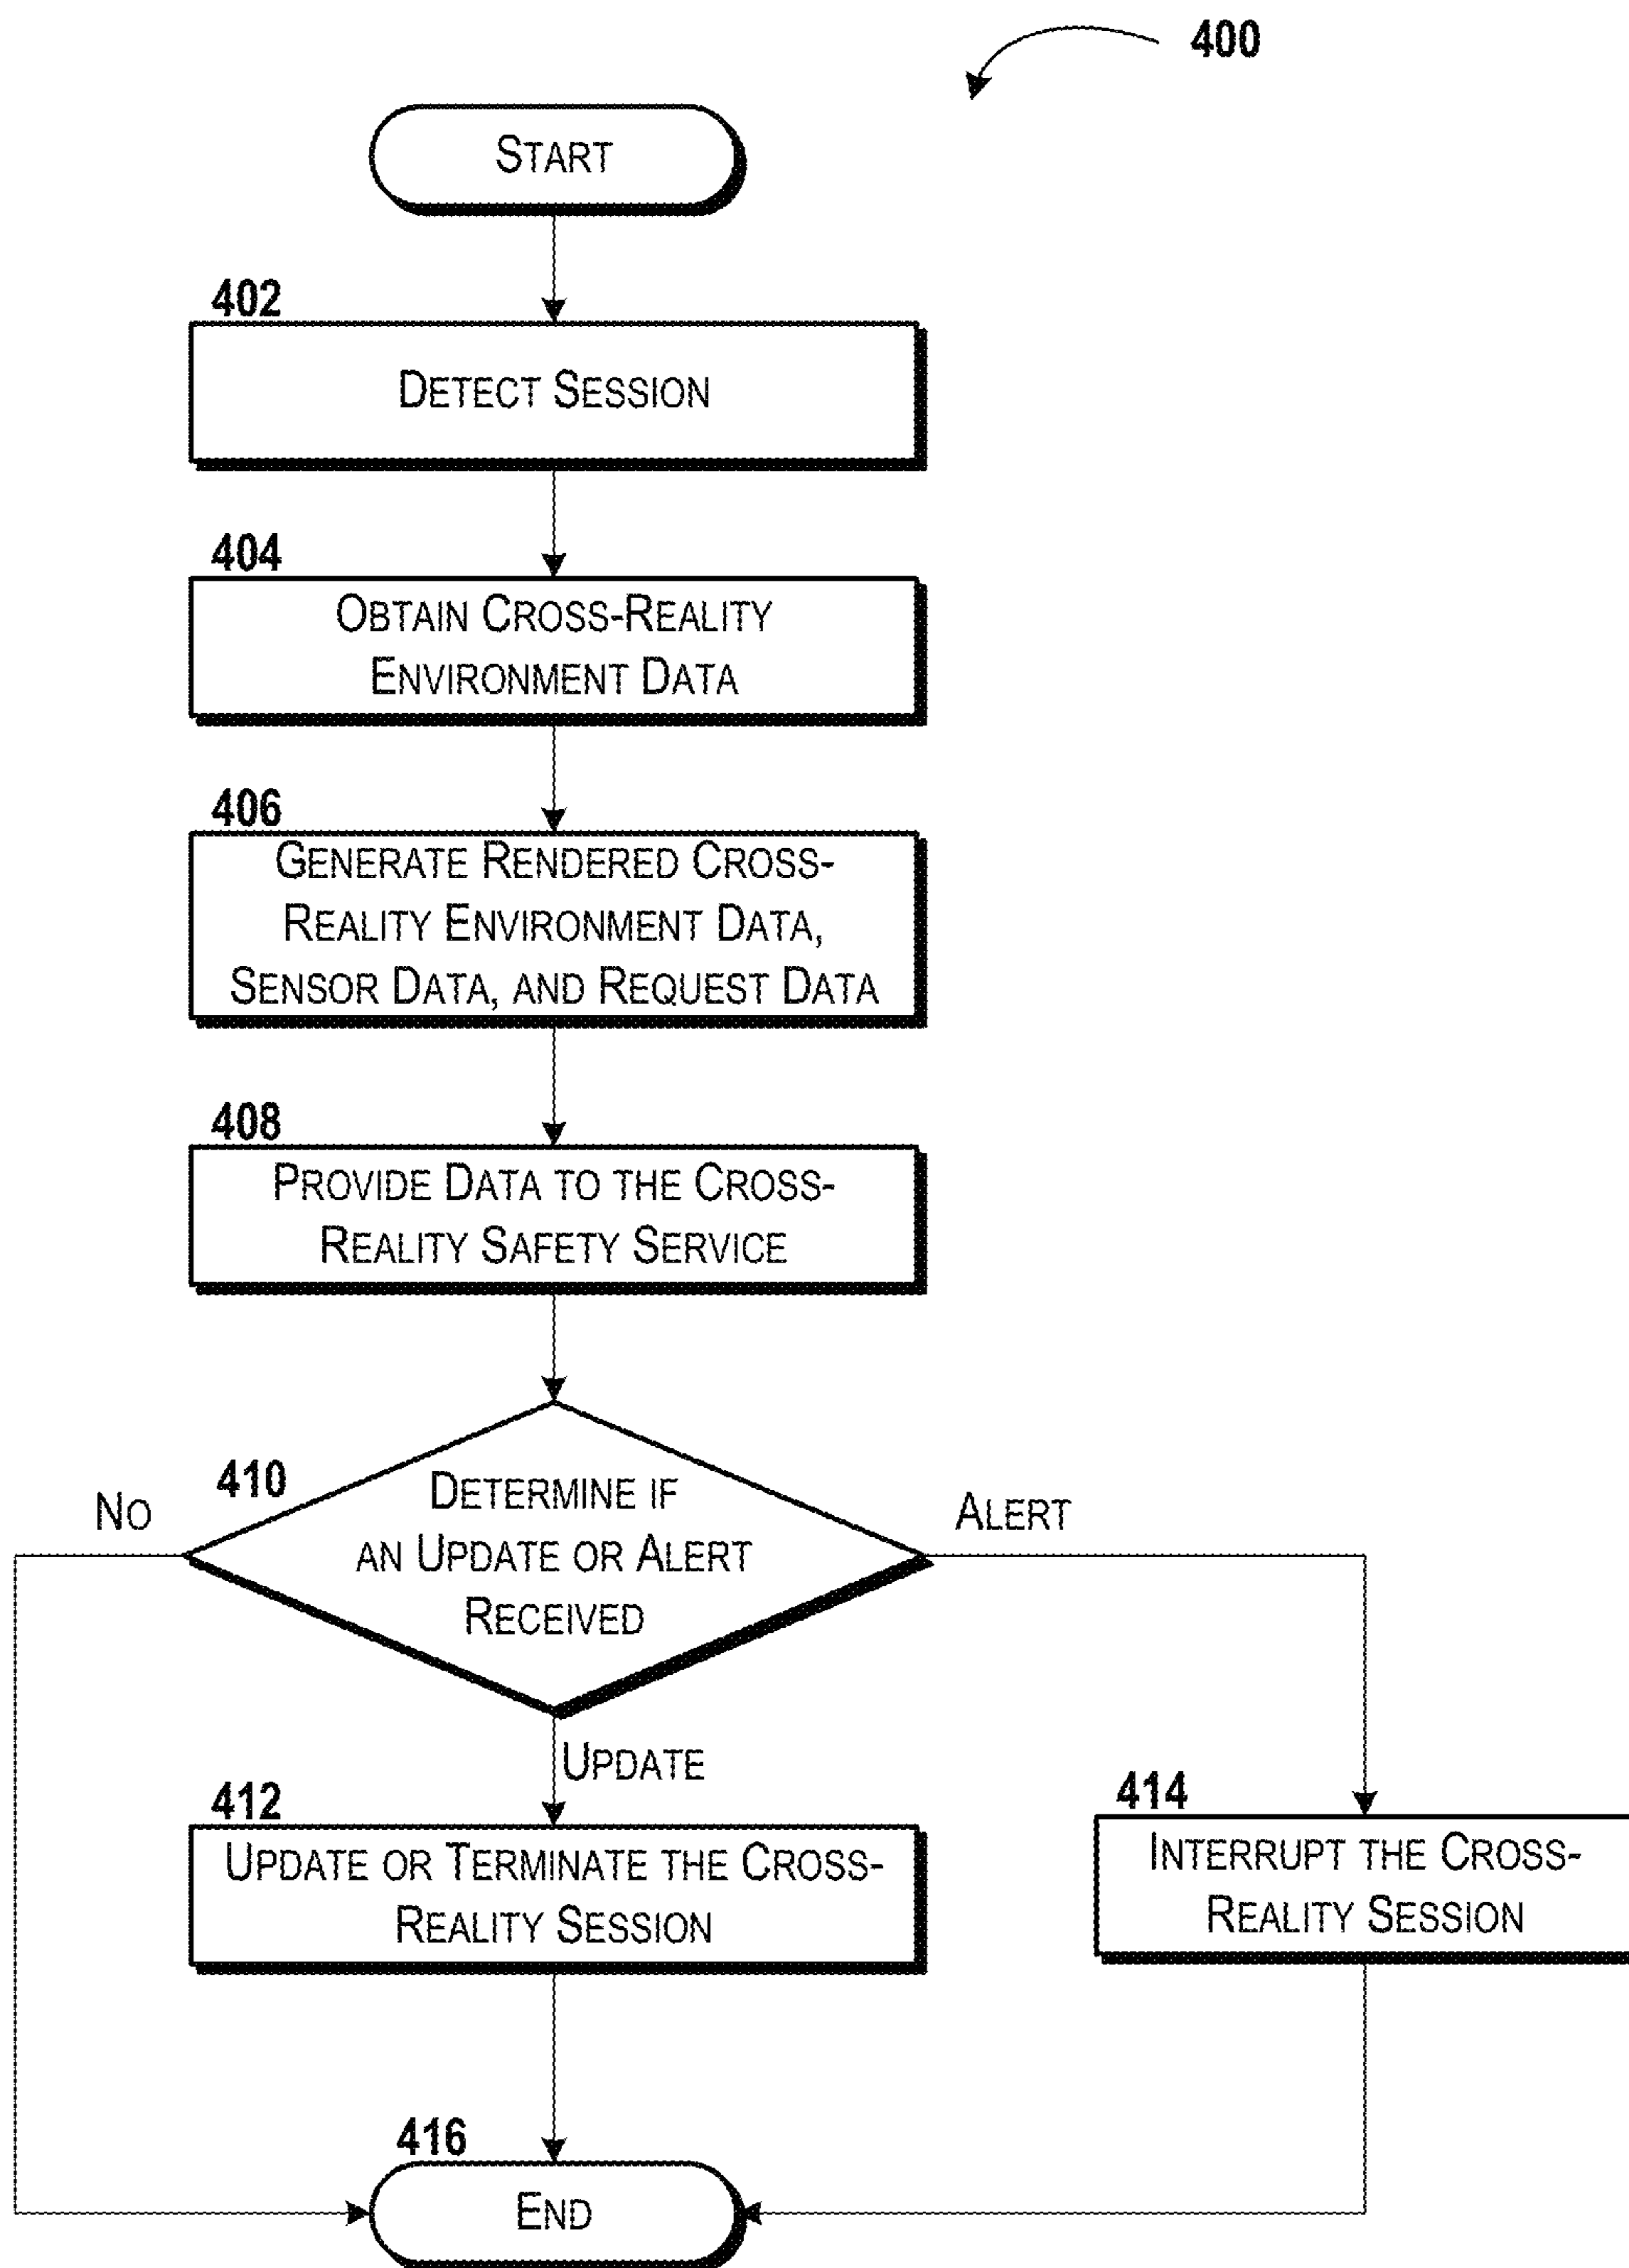 400
START
402
DETECT SESSION
404
OBTAIN CROSS-REALITY
ENVIRONMENT DATA
406
GENERATE RENDERED CROSS-
REALITY ENVIRONMENT DATA,
SENSOR DATA, AND REQUEST DATA
408
PROVIDE DATA TO THE CROSS-
REALITY SAFETY SERVICE
410
DETERMINE IF
AN UPDATE OR ALERT
RECEIVED
NO
ALERT
UPDATE
412
UPDATE OR TERMINATE THE CROSS-
REALITY SESSION
414
INTERRUPT THE CROSS-
REALITY SESSION
416
END